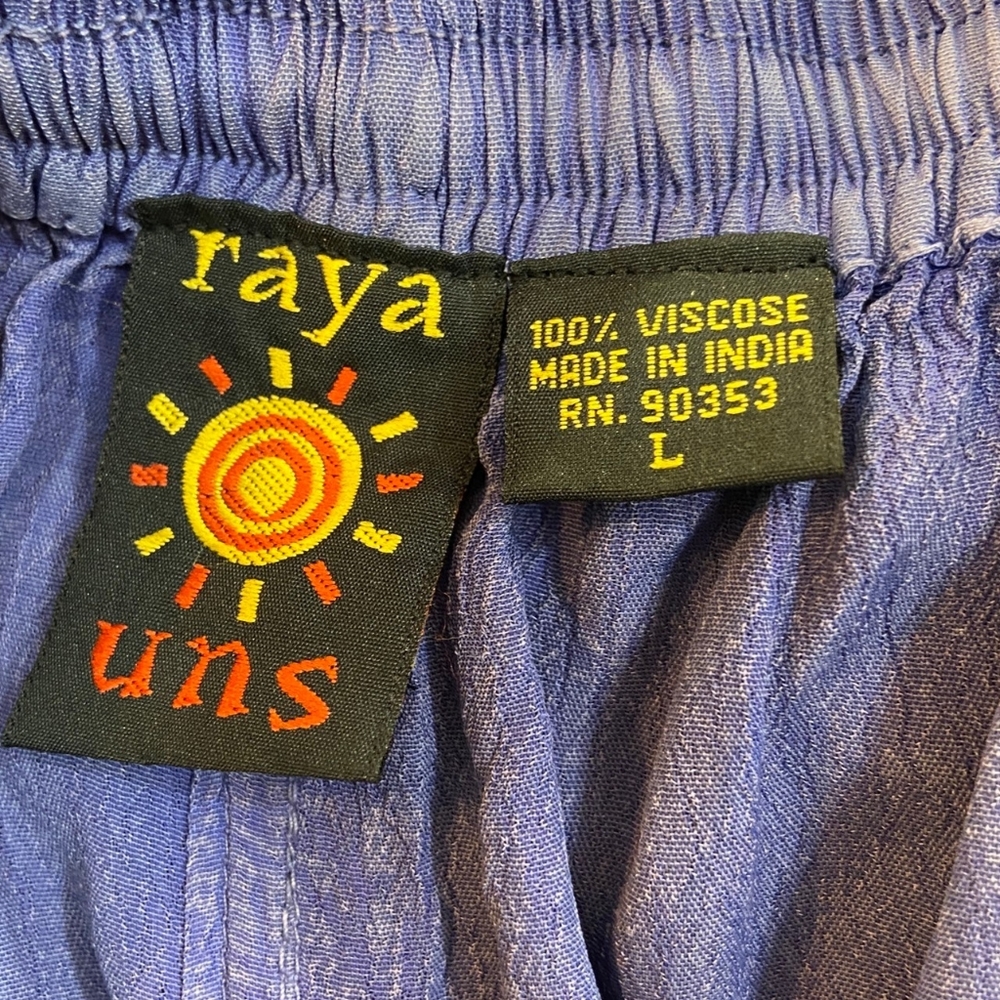 raya
uns
100% VISCOSE
MADE IN INDIA
RN. 90353
L